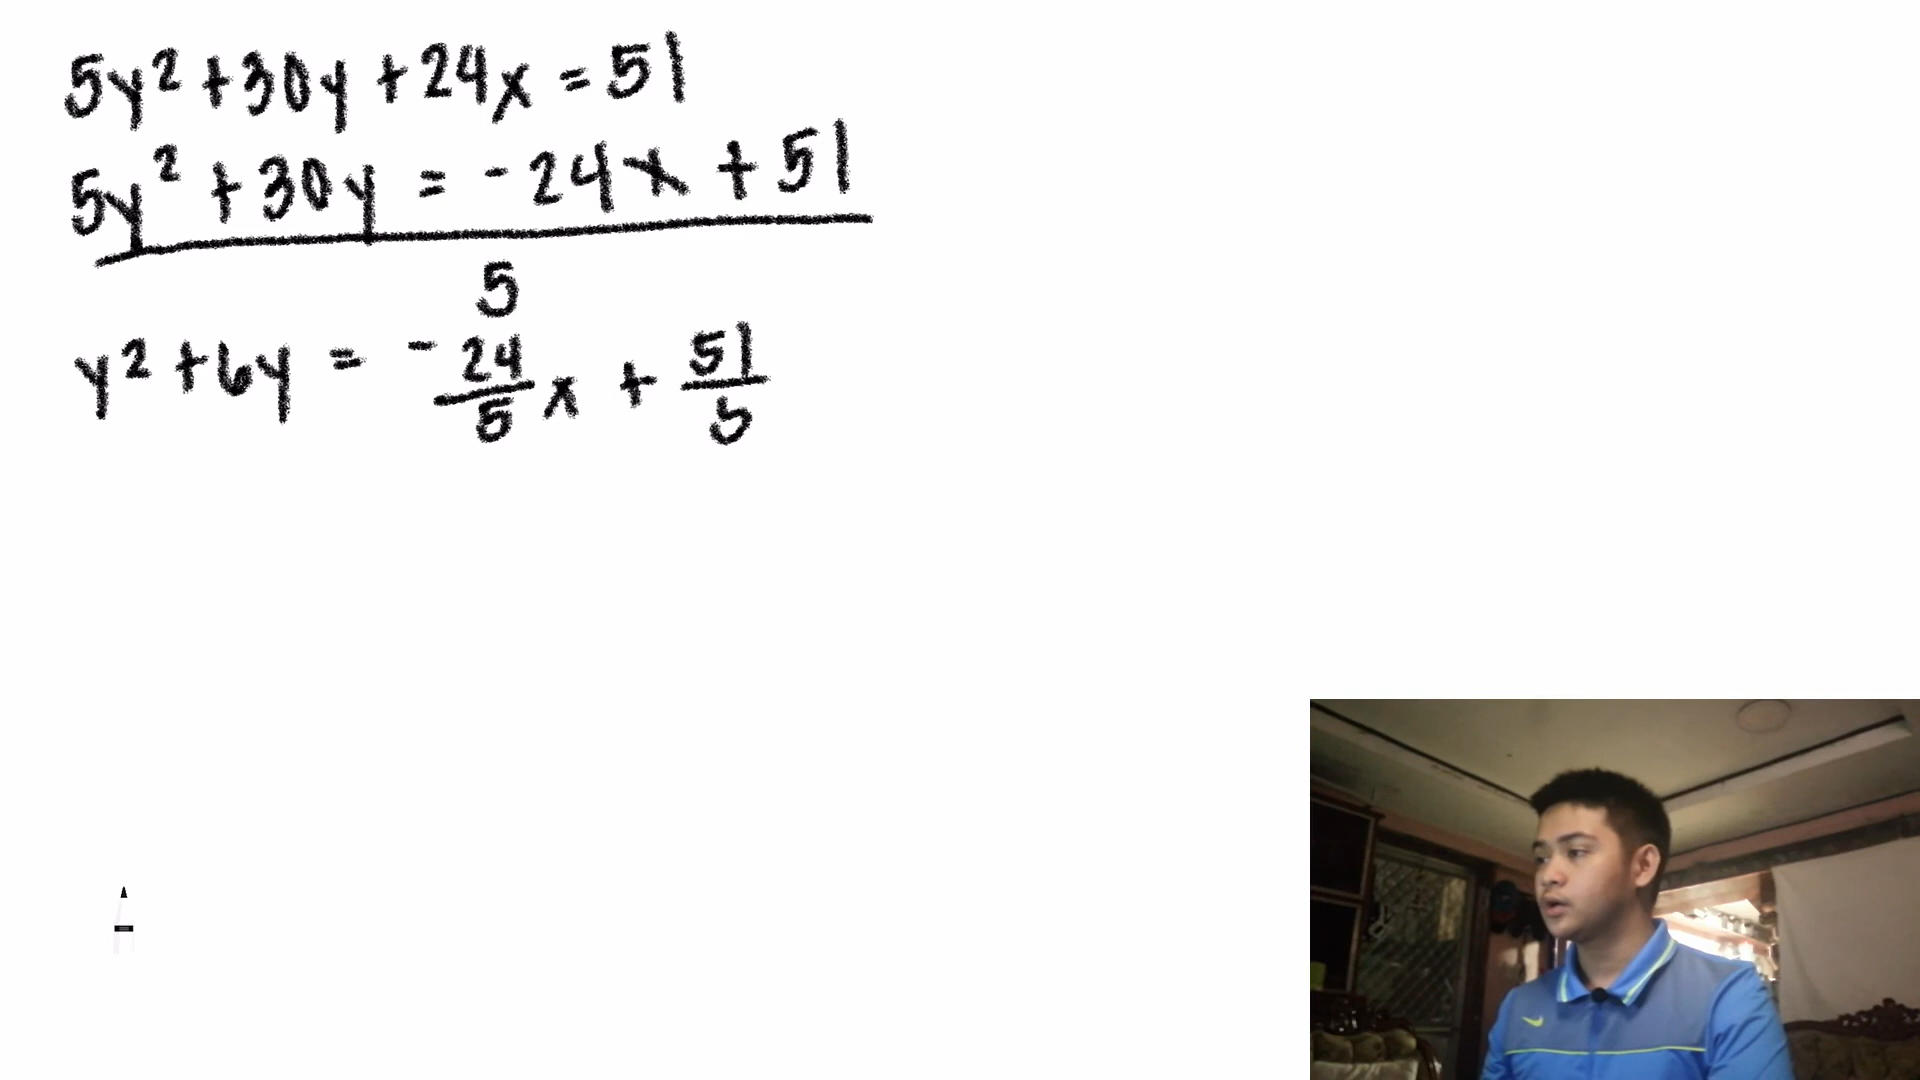 5y² + 30y + 24x = 51
5y² + 30y = -24x + 51
5
y² + 6y = -24/5 x + 51/5